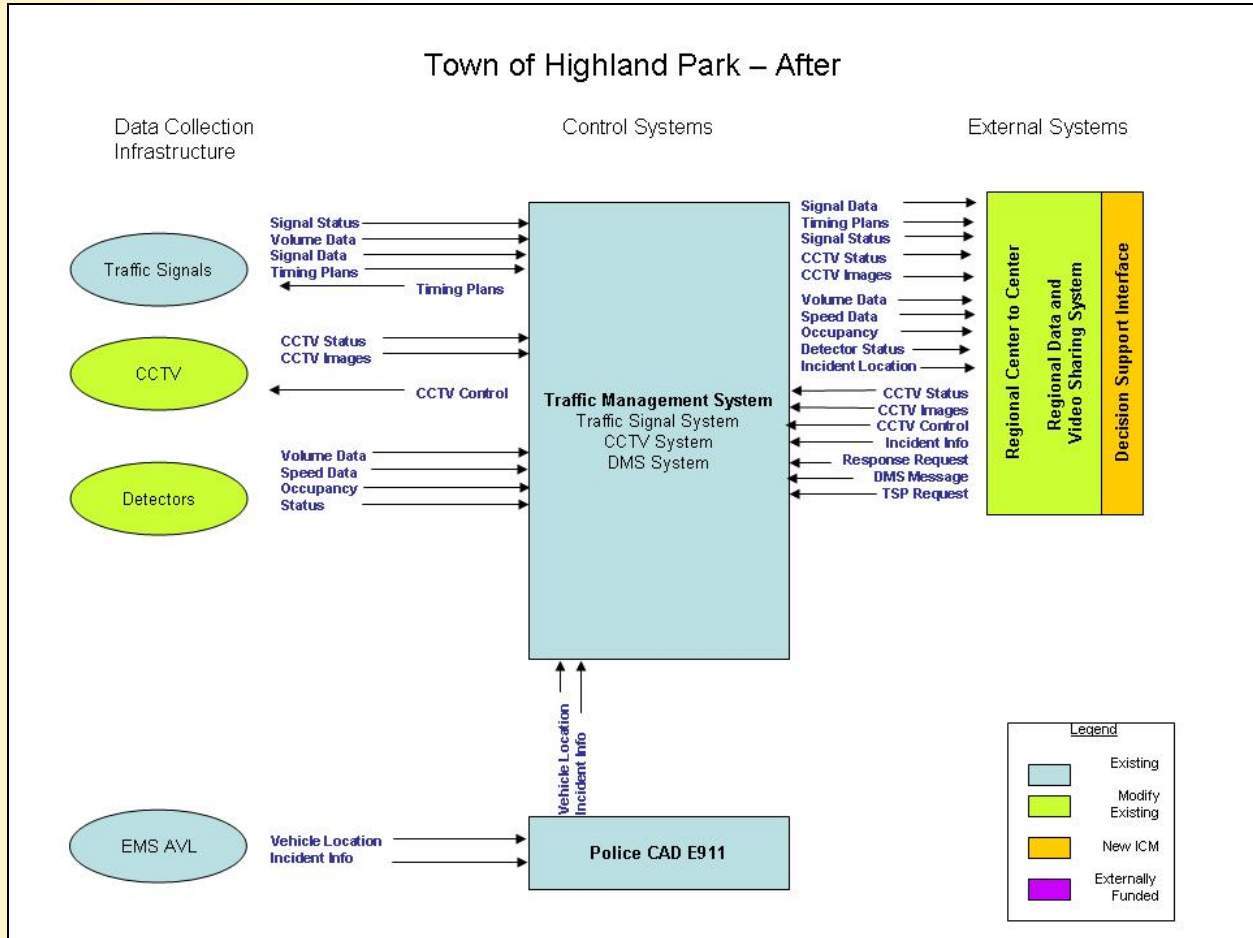 Town of Highland Park – After
Data Collection
Infrastructure
Control Systems
External Systems
Traffic Signals
Signal Status
Volume Data
Signal Data
Timing Plans
Timing Plans
CCTV
CCTV Status
CCTV Images
CCTV Control
Detectors
Volume Data
Speed Data
Occupancy
Status
Traffic Management System
Traffic Signal System
CCTV System
DMS System
Signal Data
Timing Plans
Signal Status
CCTV Status
CCTV Images
Volume Data
Speed Data
Occupancy
Detector Status
Incident Location
CCTV Status
CCTV Images
CCTV Control
Incident Info
Response Request
DMS Message
TSP Request
Regional Center to Center
Regional Data and
Video Sharing System
Decision Support Interface
Vehicle Location
Incident Info
EMS AVL
Vehicle Location
Incident Info
Police CAD E911
Legend
Existing
Modify
Existing
New ICM
Externally
Funded